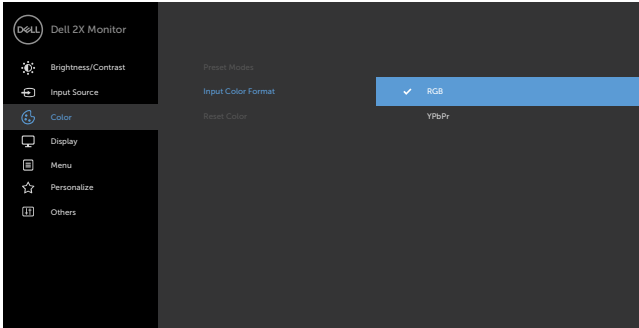 DELL Dell 2X Monitor
Brightness/Contrast Preset Modes
Input Source Input Color Format RGB
Color Reset Color YPbPr
Display
Menu
Personalize
Others